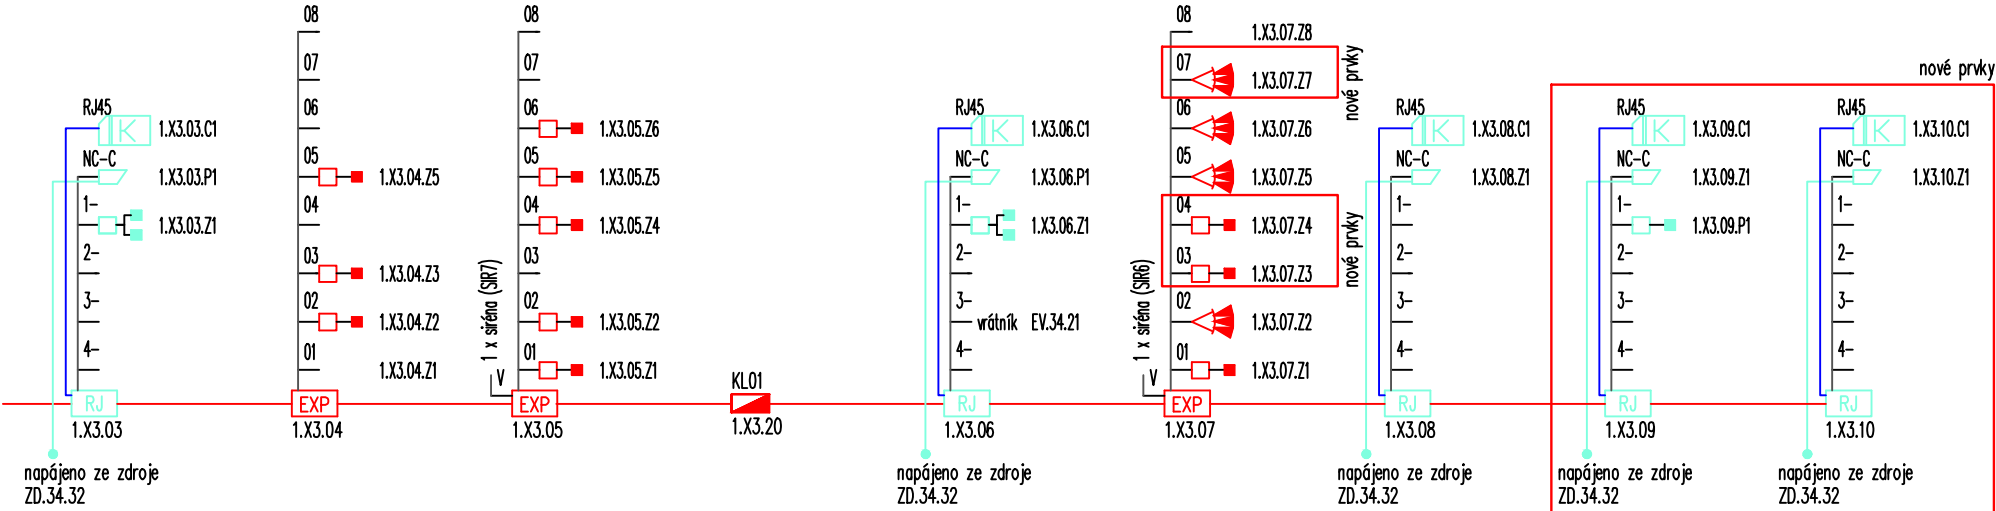 RJ45
1.X3.03.C1
NC-C
1.X3.03.P1
1-
1.X3.03.Z1
2-
3-
4-
RJ
1.X3.03
napájeno ze zdroje
ZD.34.32
08
07
06
05
1.X3.04.Z5
04
03
1.X3.04.Z3
02
1.X3.04.Z2
01
1.X3.04.Z1
EXP
1.X3.04
08
07
06
1.X3.05.Z6
05
1.X3.05.Z5
04
1.X3.05.Z4
03
02
1.X3.05.Z2
01
1.X3.05.Z1
1 x siréna (SIR7)
V
EXP
1.X3.05
KL01
1.X3.20
RJ45
1.X3.06.C1
NC-C
1.X3.06.P1
1-
1.X3.06.Z1
2-
3-
vrátník EV.34.21
4-
RJ
1.X3.06
napájeno ze zdroje
ZD.34.32
08
1.X3.07.Z8
07
1.X3.07.Z7
nové prvky
06
1.X3.07.Z6
05
1.X3.07.Z5
04
1.X3.07.Z4
03
1.X3.07.Z3
nové prvky
02
1.X3.07.Z2
01
1.X3.07.Z1
1 x siréna (SIR6)
V
EXP
1.X3.07
RJ45
1.X3.08.C1
NC-C
1.X3.08.Z1
1-
2-
3-
4-
RJ
1.X3.08
napájeno ze zdroje
ZD.34.32
nové prvky
RJ45
1.X3.09.C1
NC-C
1.X3.09.Z1
1-
1.X3.09.P1
2-
3-
4-
RJ
1.X3.09
napájeno ze zdroje
ZD.34.32
RJ45
1.X3.10.C1
NC-C
1.X3.10.Z1
1-
2-
3-
4-
RJ
1.X3.10
napájeno ze zdroje
ZD.34.32